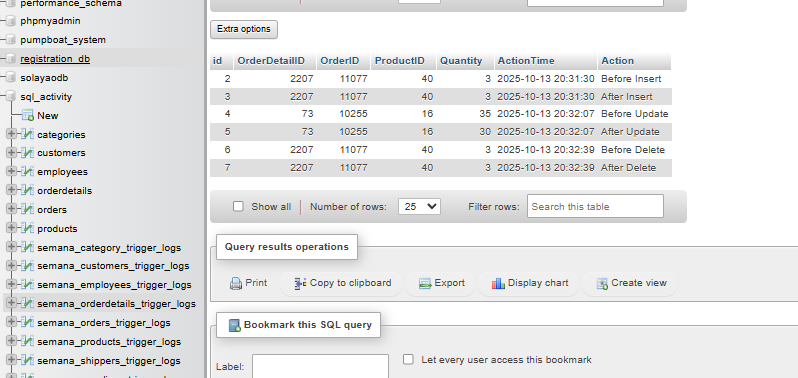 performance_schema
phpmyadmin
pumpboat_system
registration_db
solayaodb
sql_activity
New
categories
customers
employees
orderdetails
orders
products
semana_category_trigger_logs
semana_customers_trigger_logs
semana_employees_trigger_logs
semana_orderdetails_trigger_logs
semana_orders_trigger_logs
semana_products_trigger_logs
semana_shippers_trigger_logs
Extra options
id OrderDetailID OrderID ProductID Quantity ActionTime Action
2 2207 11077 40 3 2025-10-13 20:31:30 Before Insert
3 2207 11077 40 3 2025-10-13 20:31:30 After Insert
4 73 10255 16 35 2025-10-13 20:32:07 Before Update
5 73 10255 16 30 2025-10-13 20:32:07 After Update
6 2207 11077 40 3 2025-10-13 20:32:39 Before Delete
7 2207 11077 40 3 2025-10-13 20:32:39 After Delete
Show all Number of rows: 25 Filter rows: Search this table
Query results operations
Print Copy to clipboard Export Display chart Create view
Bookmark this SQL query
Label: Let every user access this bookmark